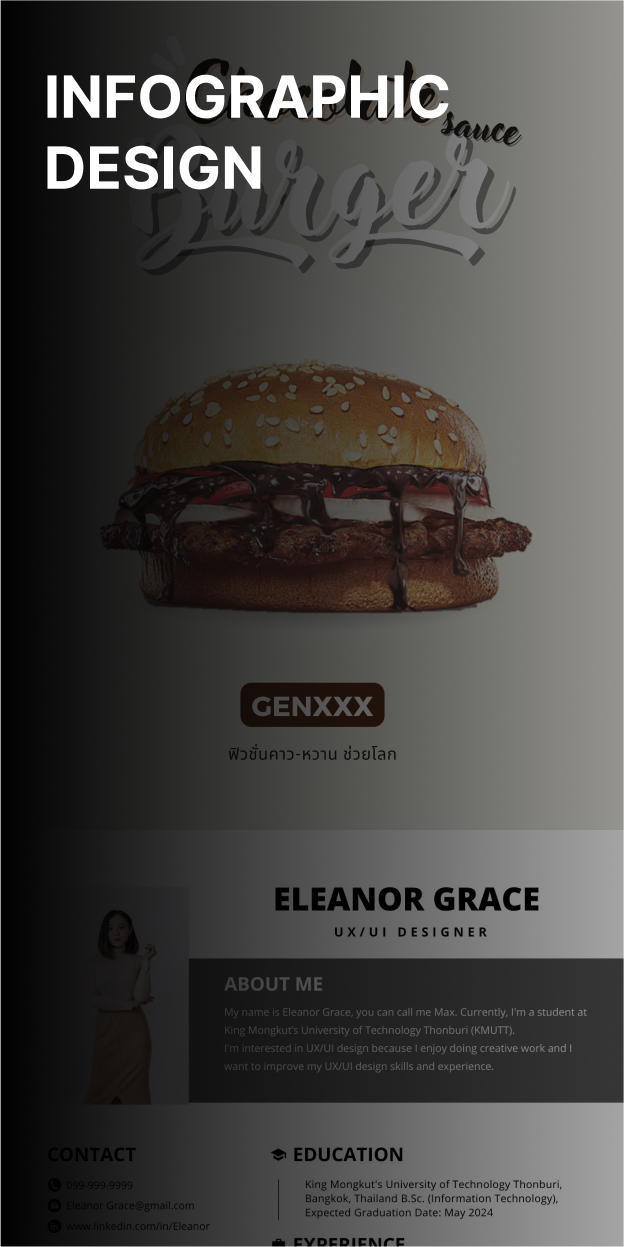 INFOGRAPHIC
DESIGN
Chocolate
sauce
Burger
GENXXX
ฟิวชั่นคาว-หวาน ช่วยโลก
ELEANOR GRACE
UX/UI DESIGNER
ABOUT ME
My name is Eleanor Grace, you can call me Max. Currently, I'm a student at
King Mongkut's University of Technology Thonburi (KMUTT).
I'm interested in UX/UI design because I enjoy doing creative work and I
want to improve my UX/UI design skills and experience.
CONTACT
099-999-9999
Eleanor Grace@gmail.com
www.linkedin.com/in/Eleanor
EDUCATION
King Mongkut's University of Technology Thonburi,
Bangkok, Thailand B.Sc. (Information Technology),
Expected Graduation Date: May 2024
EXPERIENCE